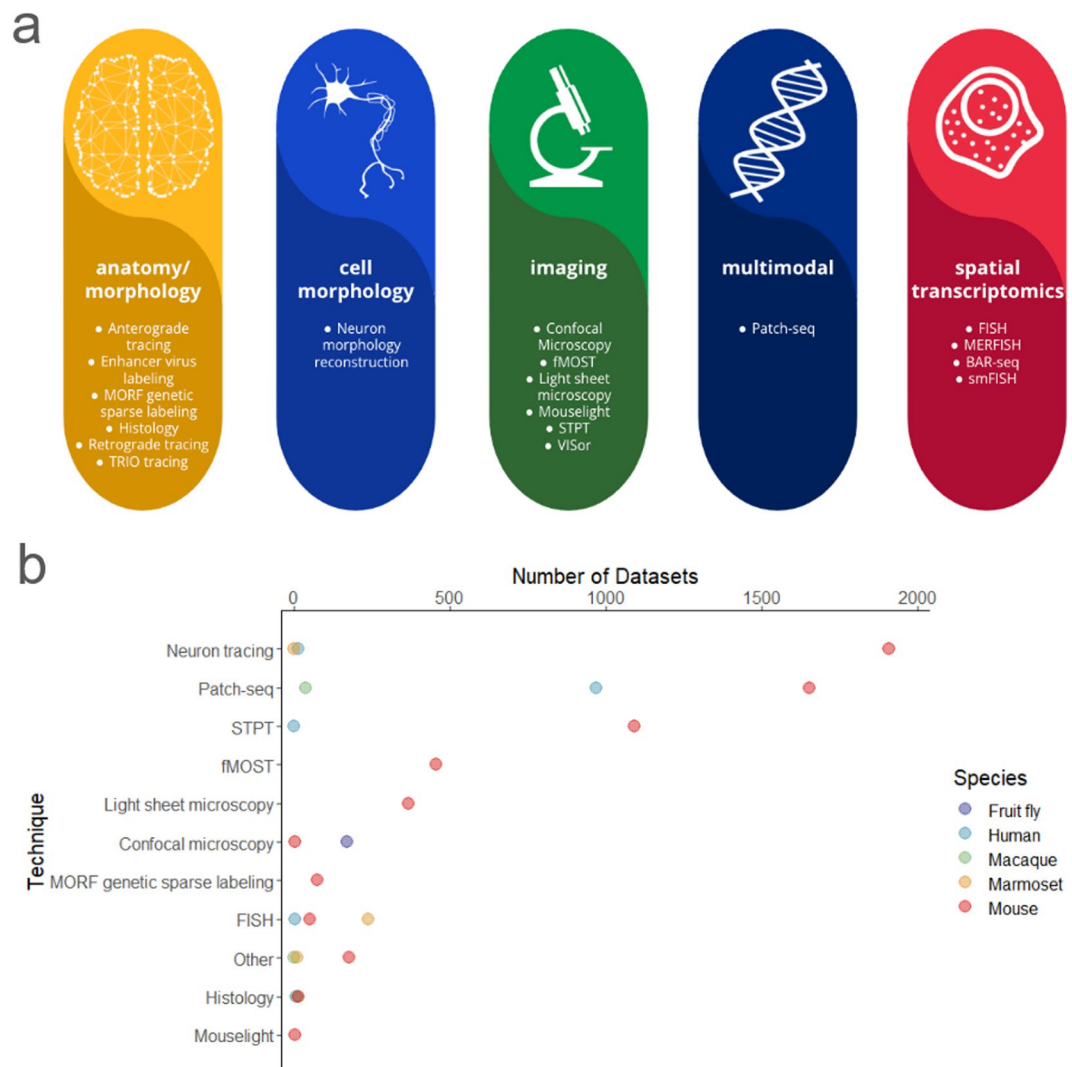 a
anatomy/
morphology
● Anterograde
tracing
● Enhancer virus
labeling
● MORF genetic
sparse labeling
● Histology
● Retrograde tracing
● TRIO tracing
cell
morphology
● Neuron
morphology
reconstruction
imaging
● Confocal
Microscopy
● fMOST
● Light sheet
microscopy
● Mouselight
● STPT
● VISor
multimodal
● Patch-seq
spatial
transcriptomics
● FISH
● MERFISH
● BAR-seq
● smFISH
b
Number of Datasets
0 500 1000 1500 2000
Technique
Neuron tracing
Patch-seq
STPT
fMOST
Light sheet microscopy
Confocal microscopy
MORF genetic sparse labeling
FISH
Other
Histology
Mouselight
Species
Fruit fly
Human
Macaque
Marmoset
Mouse